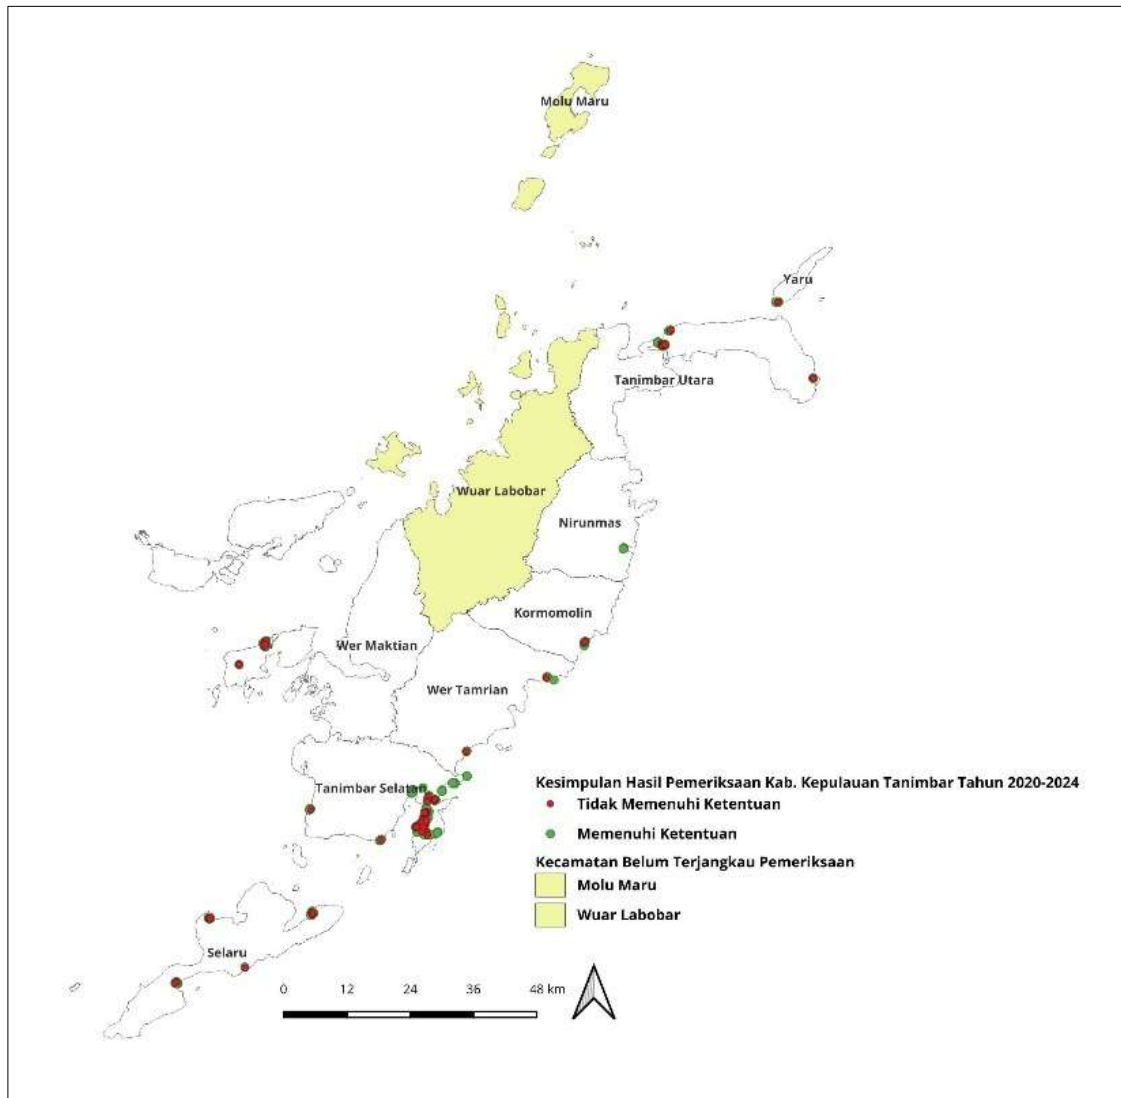 Molu Maru
Yaru
Tanimbar Utara
Wuar Labobar
Nirunmas
Kormomolin
Wer Maktian
Wer Tamrian
Tanimbar Selatan
Selaru
Kesimpulan Hasil Pemeriksaan Kab. Kepulauan Tanimbar Tahun 2020-2024
Tidak Memenuhi Ketentuan
Memenuhi Ketentuan
Kecamatan Belum Terjangkau Pemeriksaan
Molu Maru
Wuar Labobar
0 12 24 36 48 km